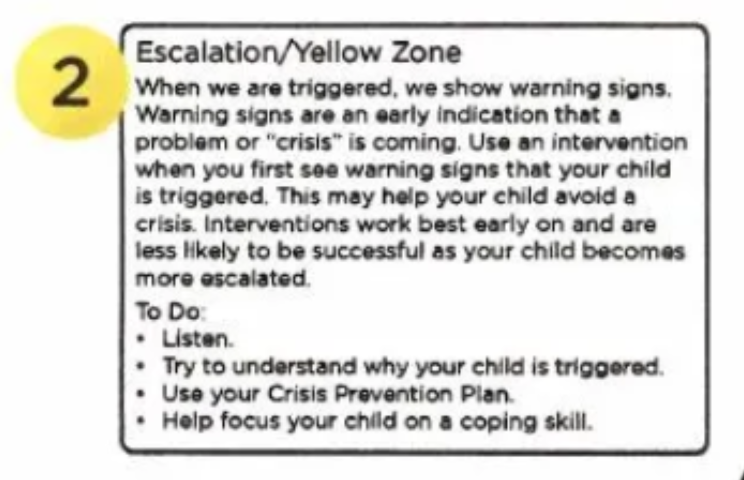 2
Escalation/Yellow Zone
When we are triggered, we show warning signs.
Warning signs are an early indication that a
problem or "crisis" is coming. Use an intervention
when you first see warning signs that your child
is triggered. This may help your child avoid a
crisis. Interventions work best early on and are
less likely to be successful as your child becomes
more escalated.
To Do:
• Listen.
• Try to understand why your child is triggered.
• Use your Crisis Prevention Plan.
• Help focus your child on a coping skill.